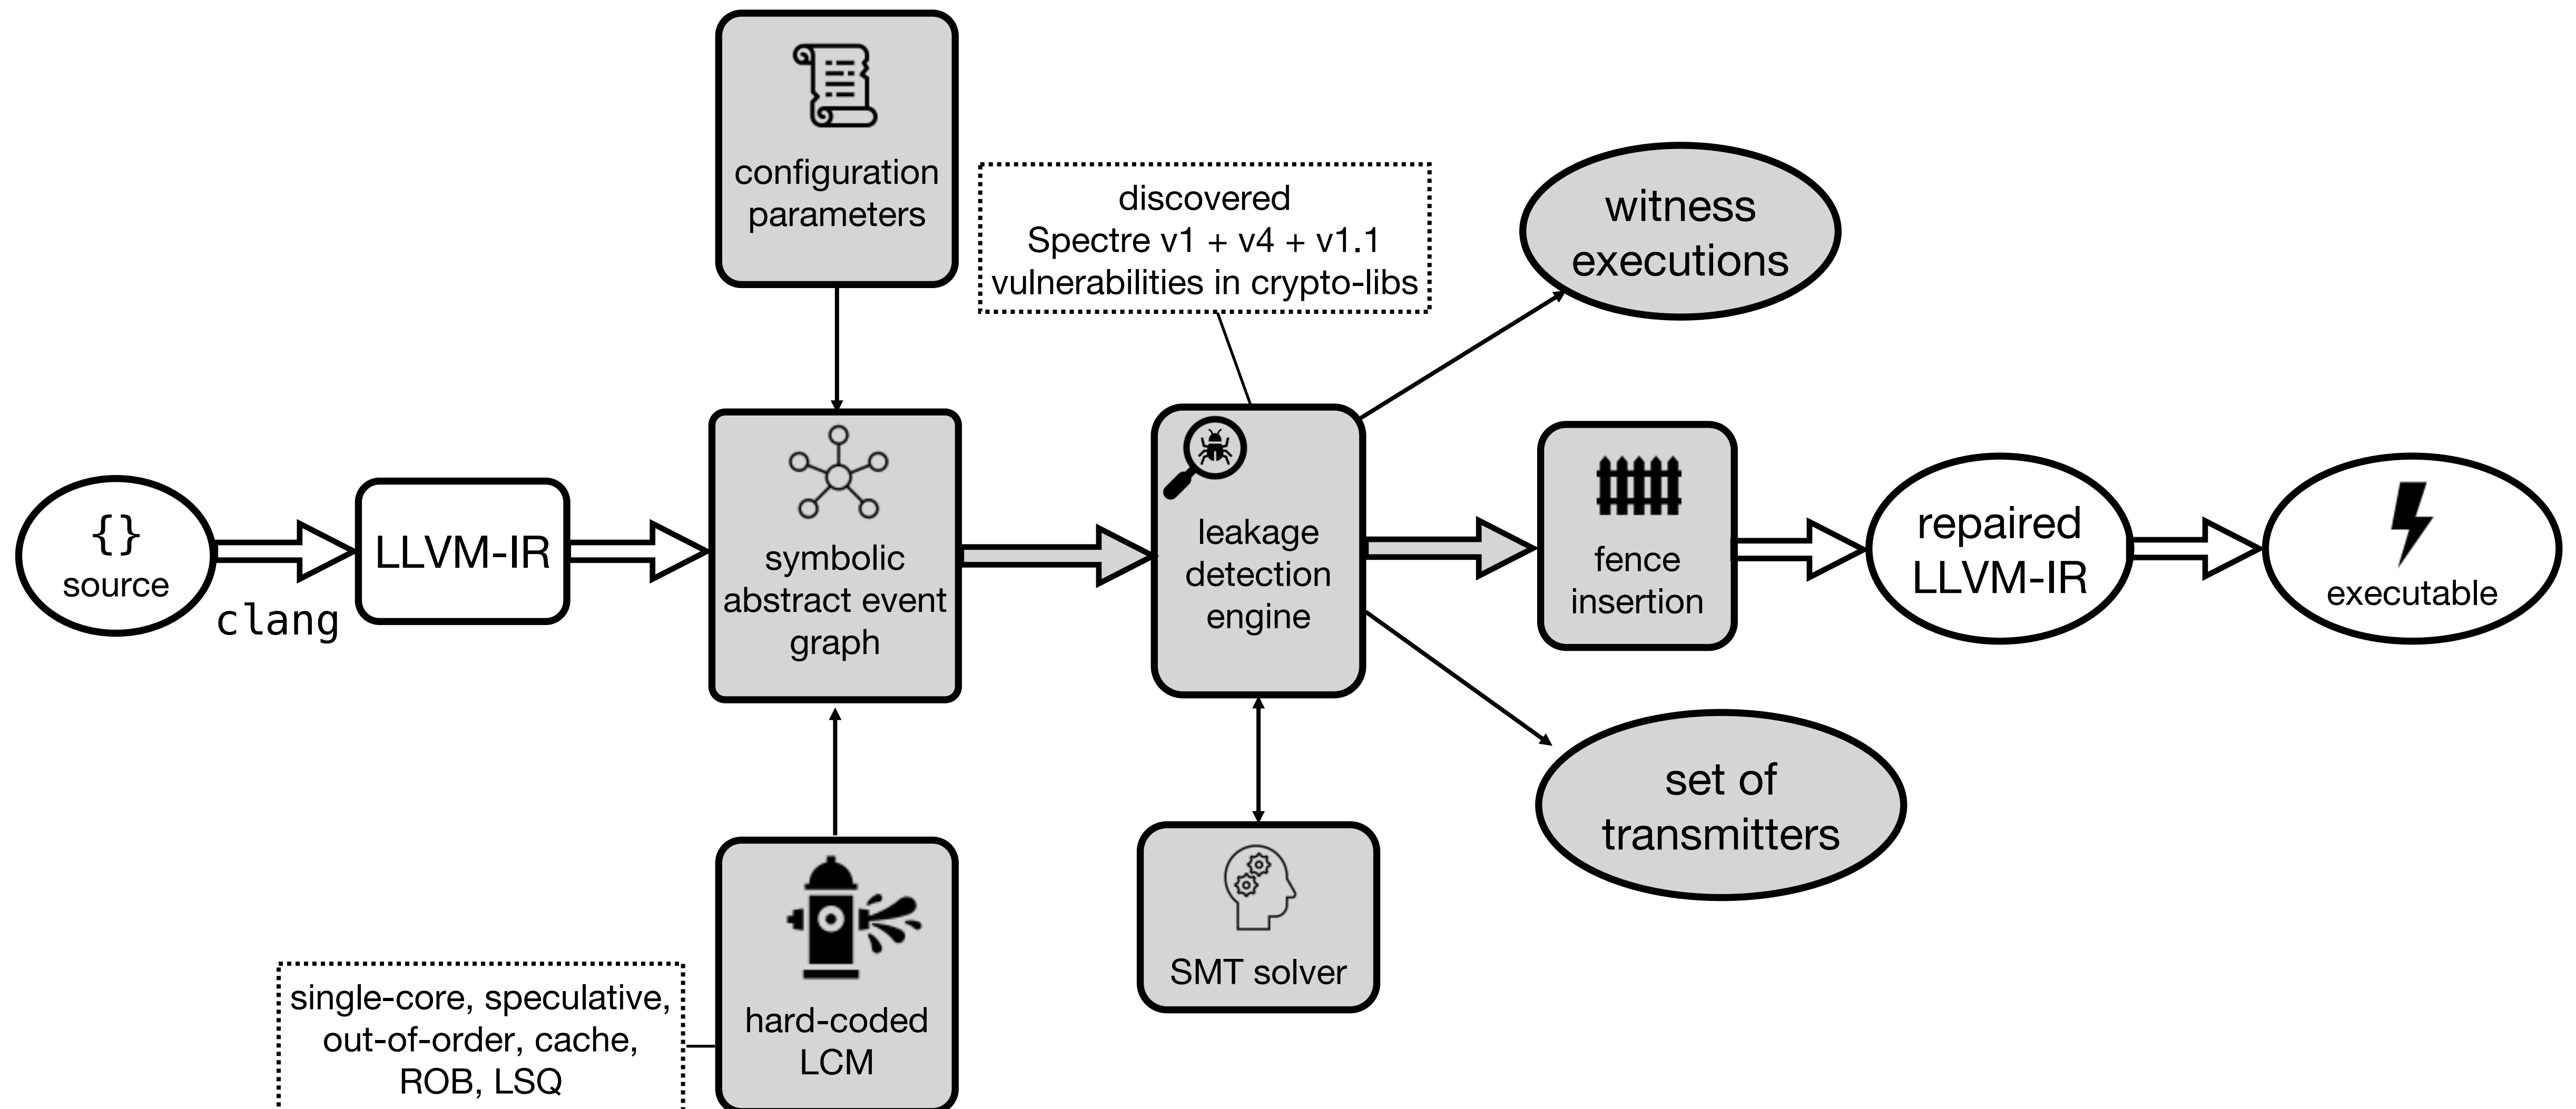 configuration
parameters
discovered
Spectre v1 + v4 + v1.1
vulnerabilities in crypto-libs
witness
executions
{}
source
clang
LLVM-IR
symbolic
abstract event
graph
leakage
detection
engine
fence
insertion
repaired
LLVM-IR
executable
set of
transmitters
single-core, speculative,
out-of-order, cache,
ROB, LSQ
hard-coded
LCM
SMT solver